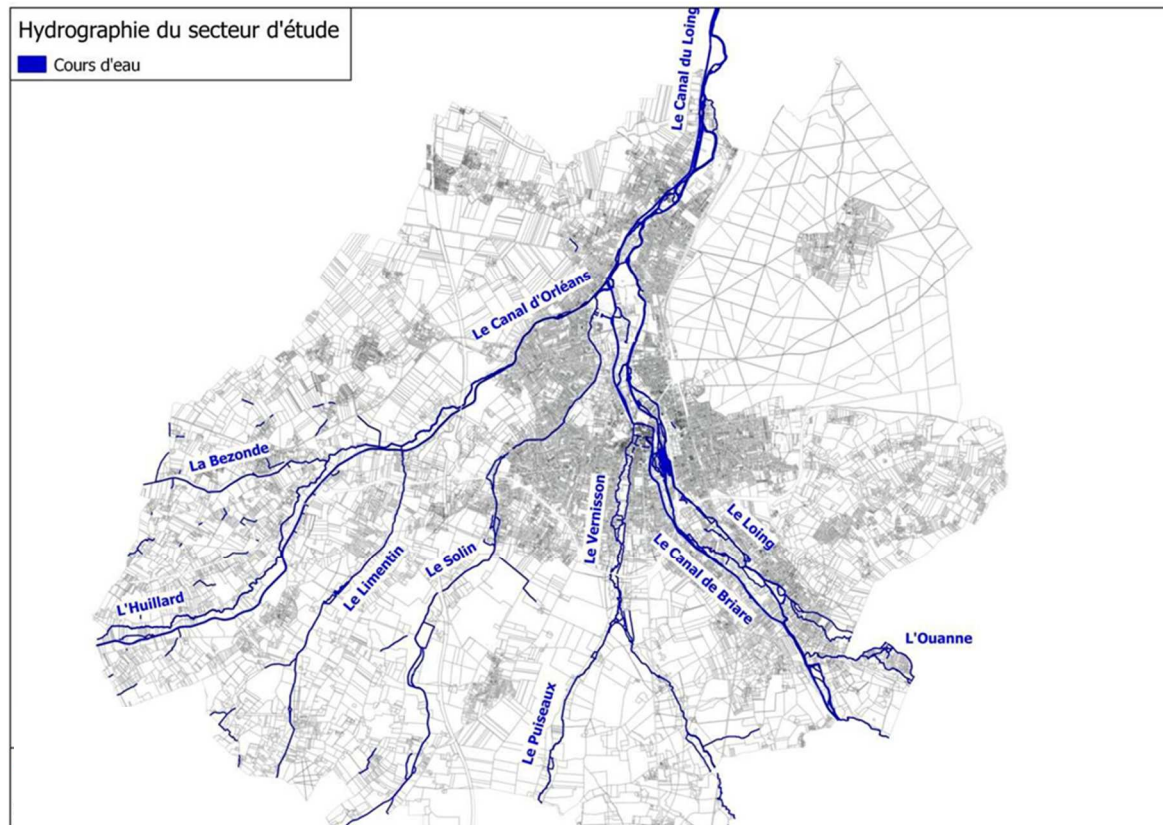 Hydrographie du secteur d'étude
Cours d'eau
Le Canal du Loing
Le Canal d'Orléans
La Bezonde
Le Vernisson
Le Loing
Le Solin
Le Limentin
Le Canal de Briare
L'Huillard
L'Ouanne
Le Puiseaux